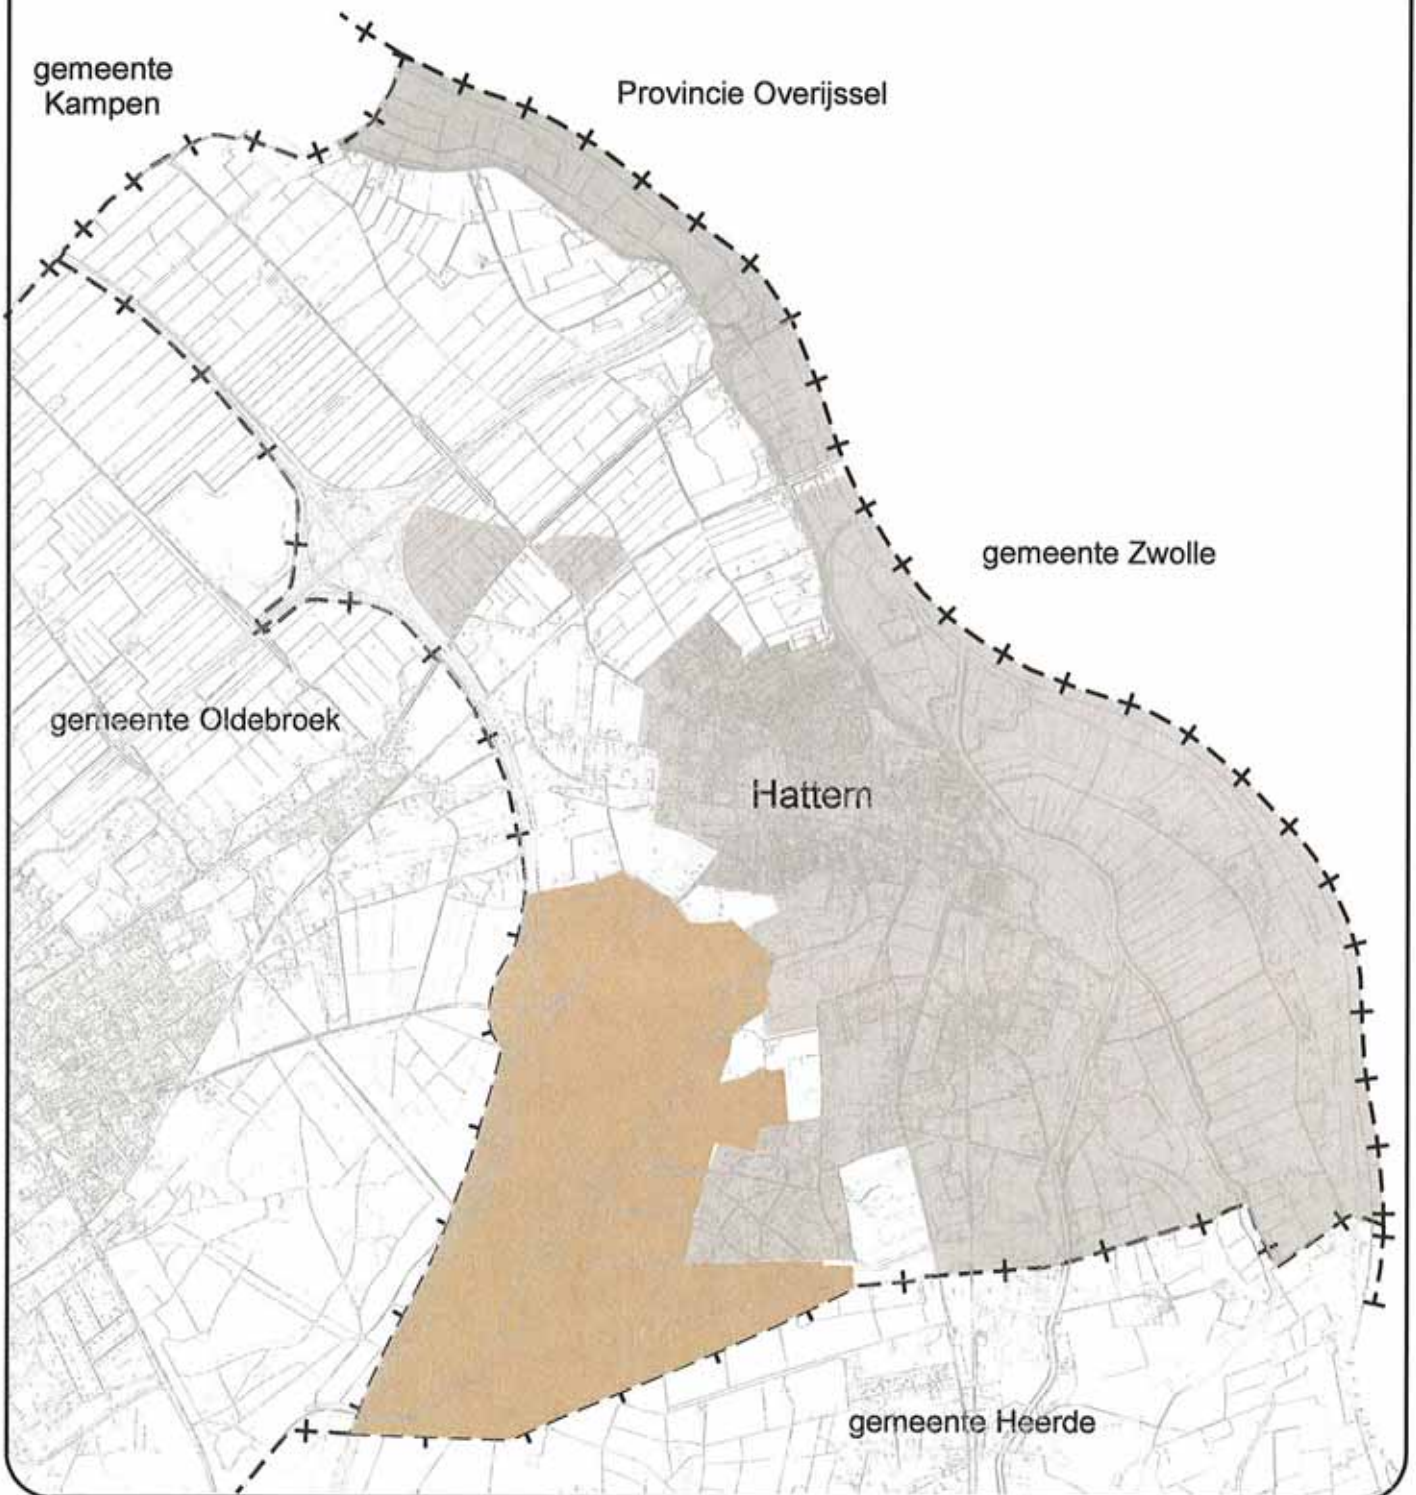 gemeente
Kampen
Provincie Overijssel
gemeente Zwolle
gemeente Oldebroek
Hattem
gemeente Heerde